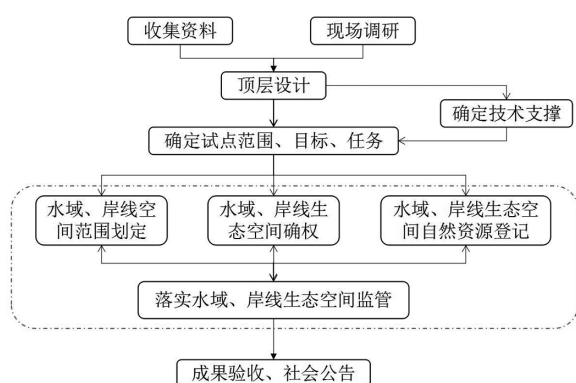 收集资料
现场调研
顶层设计
确定技术支撑
确定试点范围、目标、任务
水域、岸线空
间范围划定
水域、岸线生
态空间确权
水域、岸线生态空
间自然资源登记
落实水域、岸线生态空间监管
成果验收、社会公告